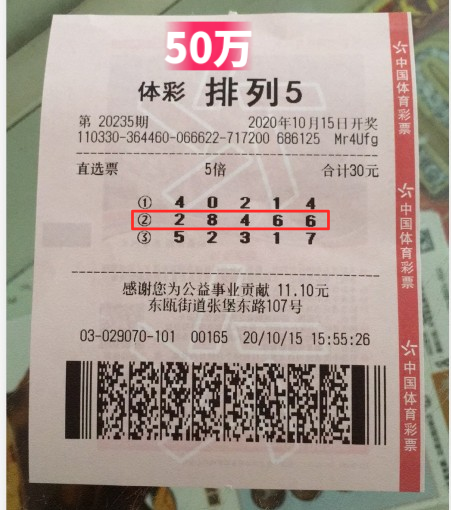 50万
体彩 排列5
第 20235期 2020年10月15日开奖
110330-364460-066622-717200 686125 Mr4Ufg
直选票 5倍 合计30元
① 4 0 2 1 4
② 2 8 4 6 6
③ 5 2 3 1 7
感谢您为公益事业贡献 11.10元
东瓯街道张堡东路107号
03-029070-101 00165 20/10/15 15:55:26
中国体育彩票
中国体育彩票
中国体育彩票